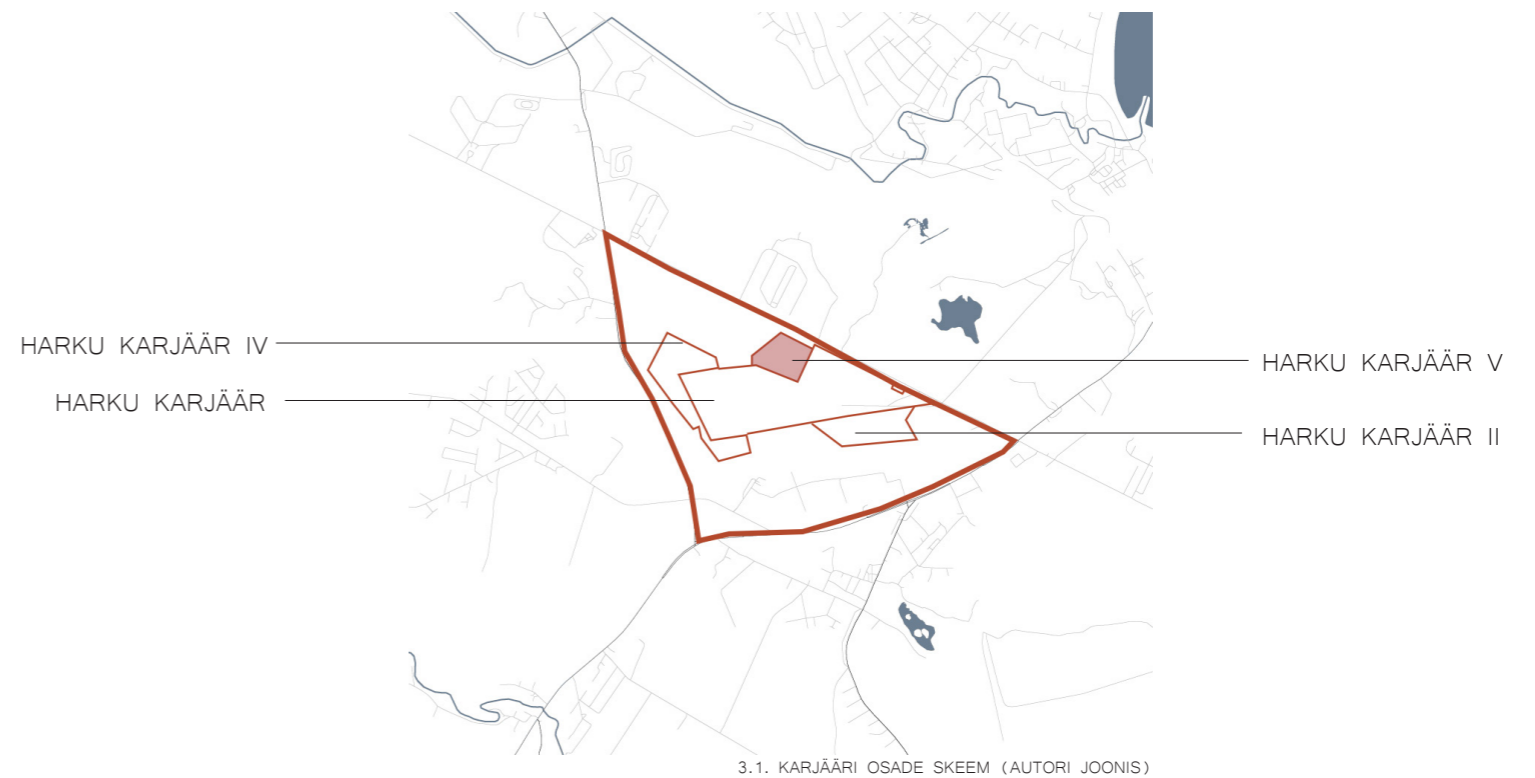 HARKU KARJÄÄR IV
HARKU KARJÄÄR
HARKU KARJÄÄR V
HARKU KARJÄÄR II
3.1. KARJÄÄRI OSADE SKEEM (AUTORI JOONIS)